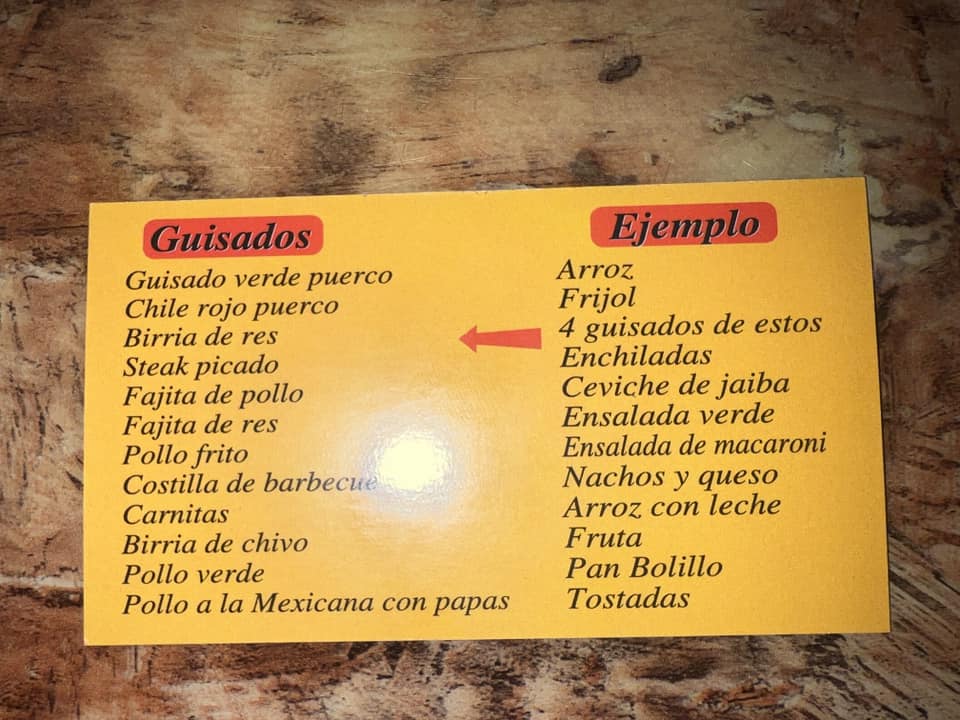 Guisados
Guisado verde puerco
Chile rojo puerco
Birria de res
Steak picado
Fajita de pollo
Fajita de res
Pollo frito
Costilla de barbecue
Carnitas
Birria de chivo
Pollo verde
Pollo a la Mexicana con papas
Ejemplo
Arroz
Frijol
4 guisados de estos
Enchiladas
Ceviche de jaiba
Ensalada verde
Ensalada de macaroni
Nachos y queso
Arroz con leche
Fruta
Pan Bolillo
Tostadas